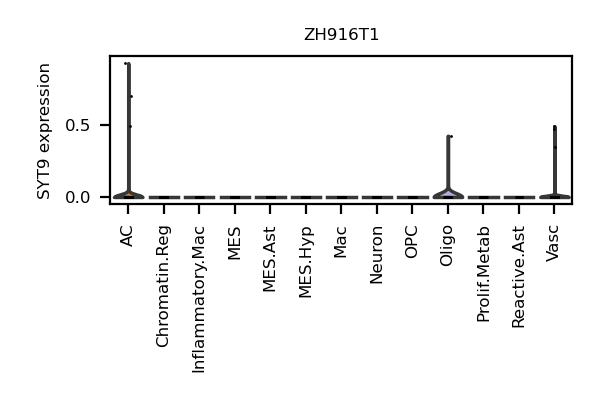 ZH916T1
SYT9 expression
0.5
0.0
AC
Chromatin.Reg
Inflammatory.Mac
MES
MES.Ast
MES.Hyp
Mac
Neuron
OPC
Oligo
Prolif.Metab
Reactive.Ast
Vasc